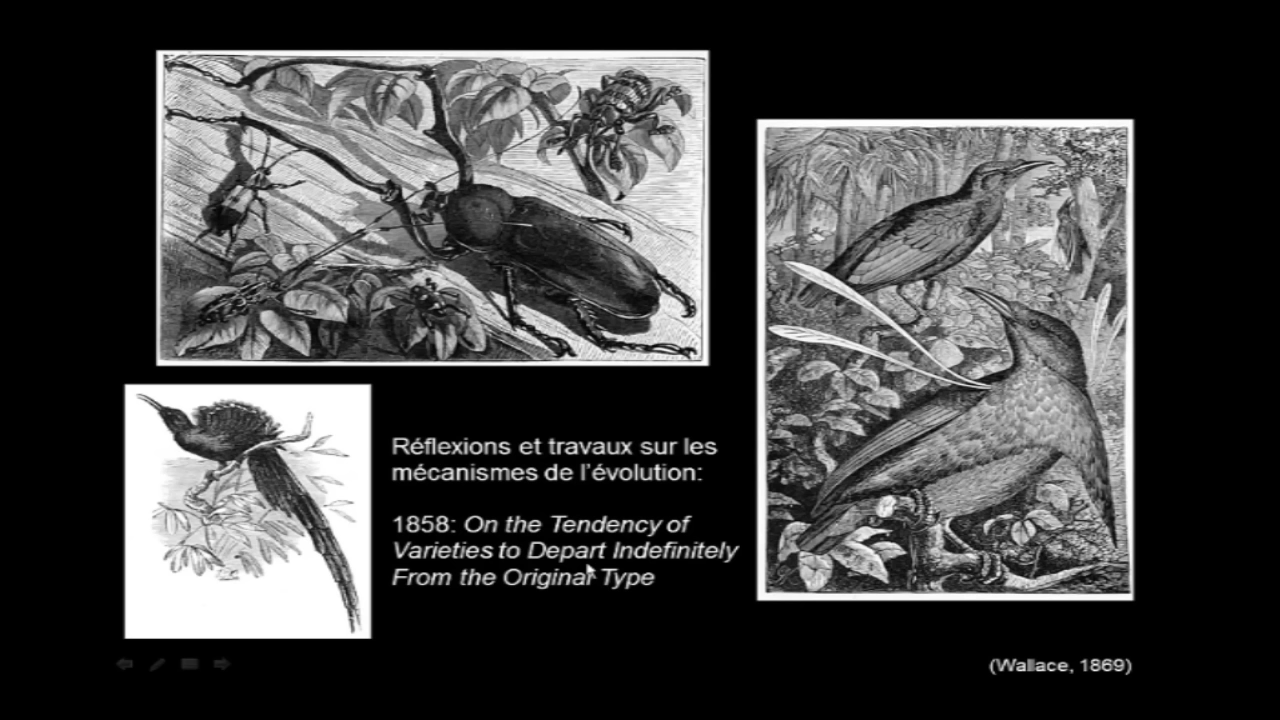 Réflexions et travaux sur les
mécanismes de l'évolution:
1858: On the Tendency of
Varieties to Depart Indefinitely
From the Original Type
(Wallace, 1869)